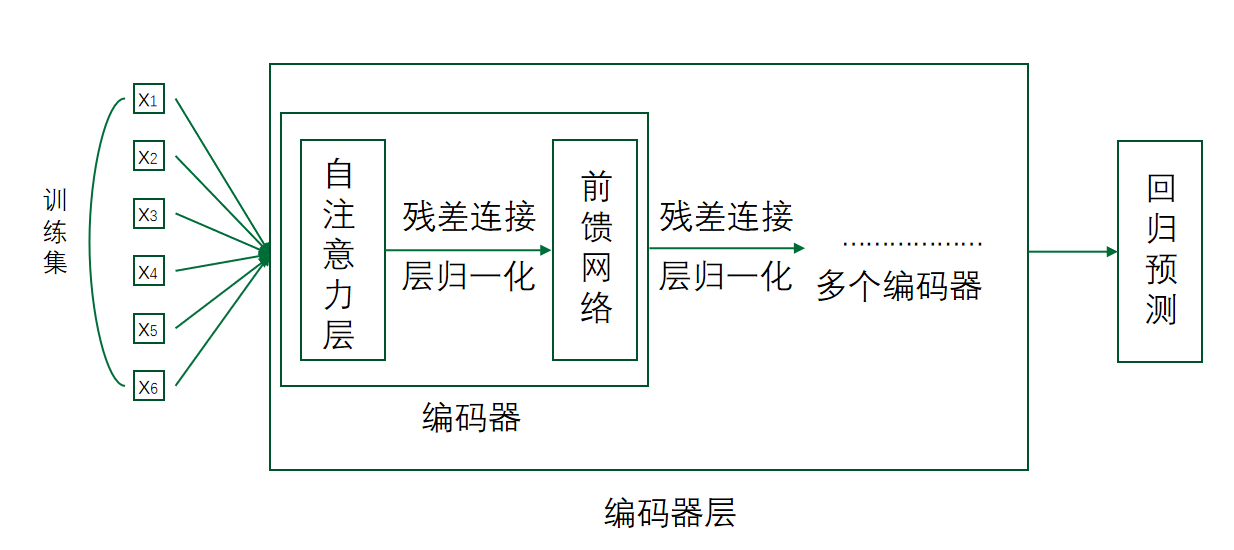 训练集
X1
X2
X3
X4
X5
X6
自注意力层
残差连接
层归一化
前馈网络
残差连接
层归一化
………………
多个编码器
回归预测
编码器
编码器层